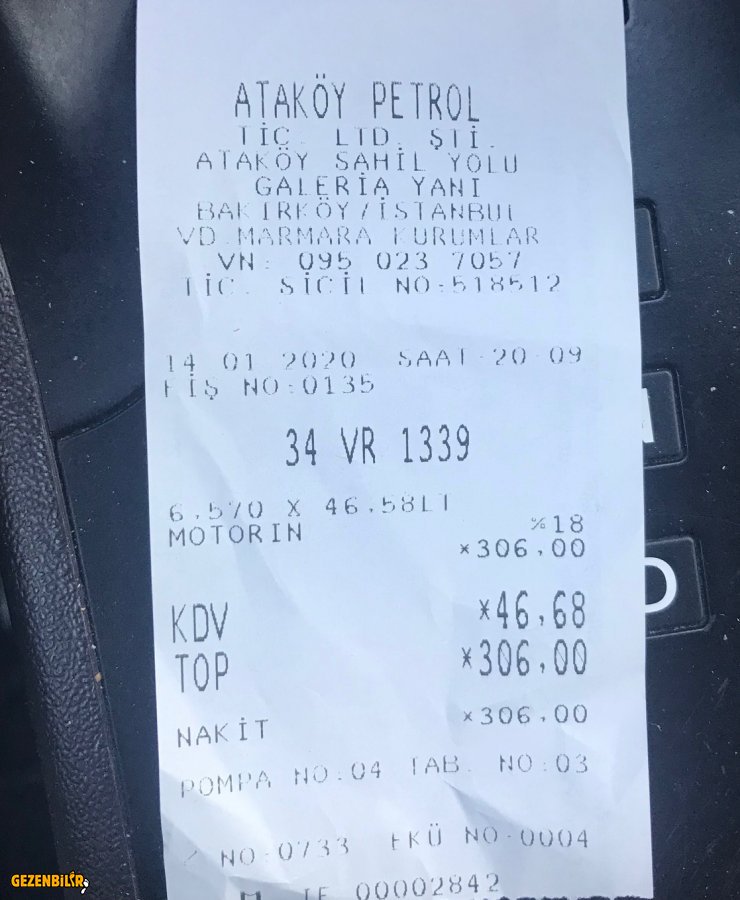 ATAKÖY PETROL
TİC. LTD. ŞTİ.
ATAKÖY SAHİL YOLU
GALERİA YANI
BAKIRKÖY/İSTANBUL
VD.MARMARA KURUMLAR
VN: 095 023 7057
TİC. SİCİL NO:518512
14 01 2020 SAAT 20 09
FİŞ NO:0135
34 VR 1339
6,570 X 46,58LT
MOTORIN %18
*306,00
KDV *46,68
TOP *306,00
NAKİT *306,00
POMPA NO:04 TAB. NO:03
Z NO:0733 EKÜ NO:0004
00002842
D
GEZENBİLİR